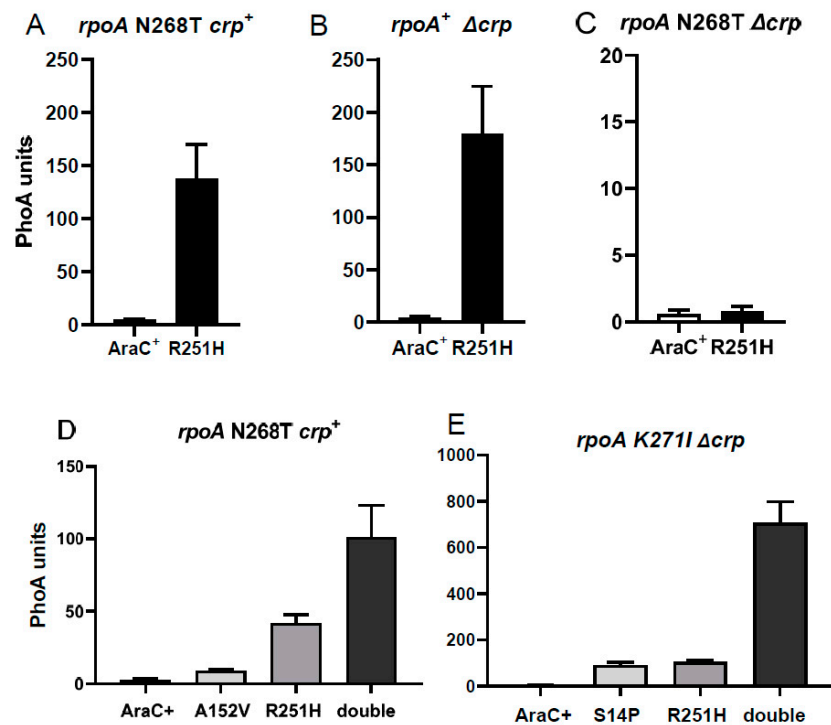 A rpoA N268T crp+
PhoA units
250
200
150
100
50
0
AraC+ R251H
B rpoA+ Δcrp
250
200
150
100
50
0
AraC+ R251H
C rpoA N268T Δcrp
20
15
10
5
0
AraC+ R251H
D rpoA N268T crp+
PhoA units
150
100
50
0
AraC+ A152V R251H double
E rpoA K271I Δcrp
1000
800
600
400
200
0
AraC+ S14P R251H double